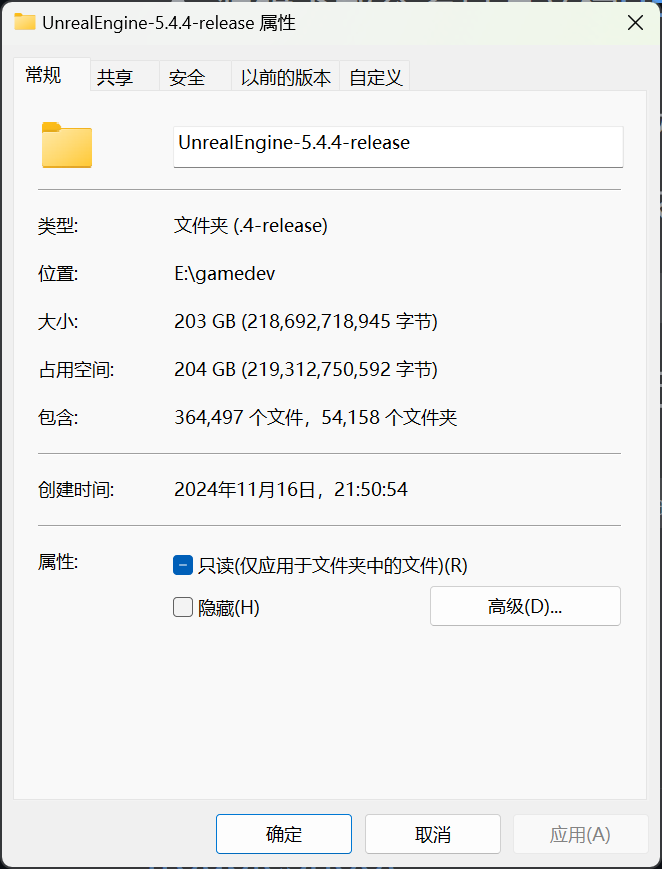 UnrealEngine-5.4.4-release 属性
常规 共享 安全 以前的版本 自定义
UnrealEngine-5.4.4-release
类型: 文件夹 (.4-release)
位置: E:\gamedev
大小: 203 GB (218,692,718,945 字节)
占用空间: 204 GB (219,312,750,592 字节)
包含: 364,497 个文件，54,158 个文件夹
创建时间: 2024年11月16日，21:50:54
属性: 只读(仅应用于文件夹中的文件)(R)
隐藏(H) 高级(D)...
确定 取消 应用(A)